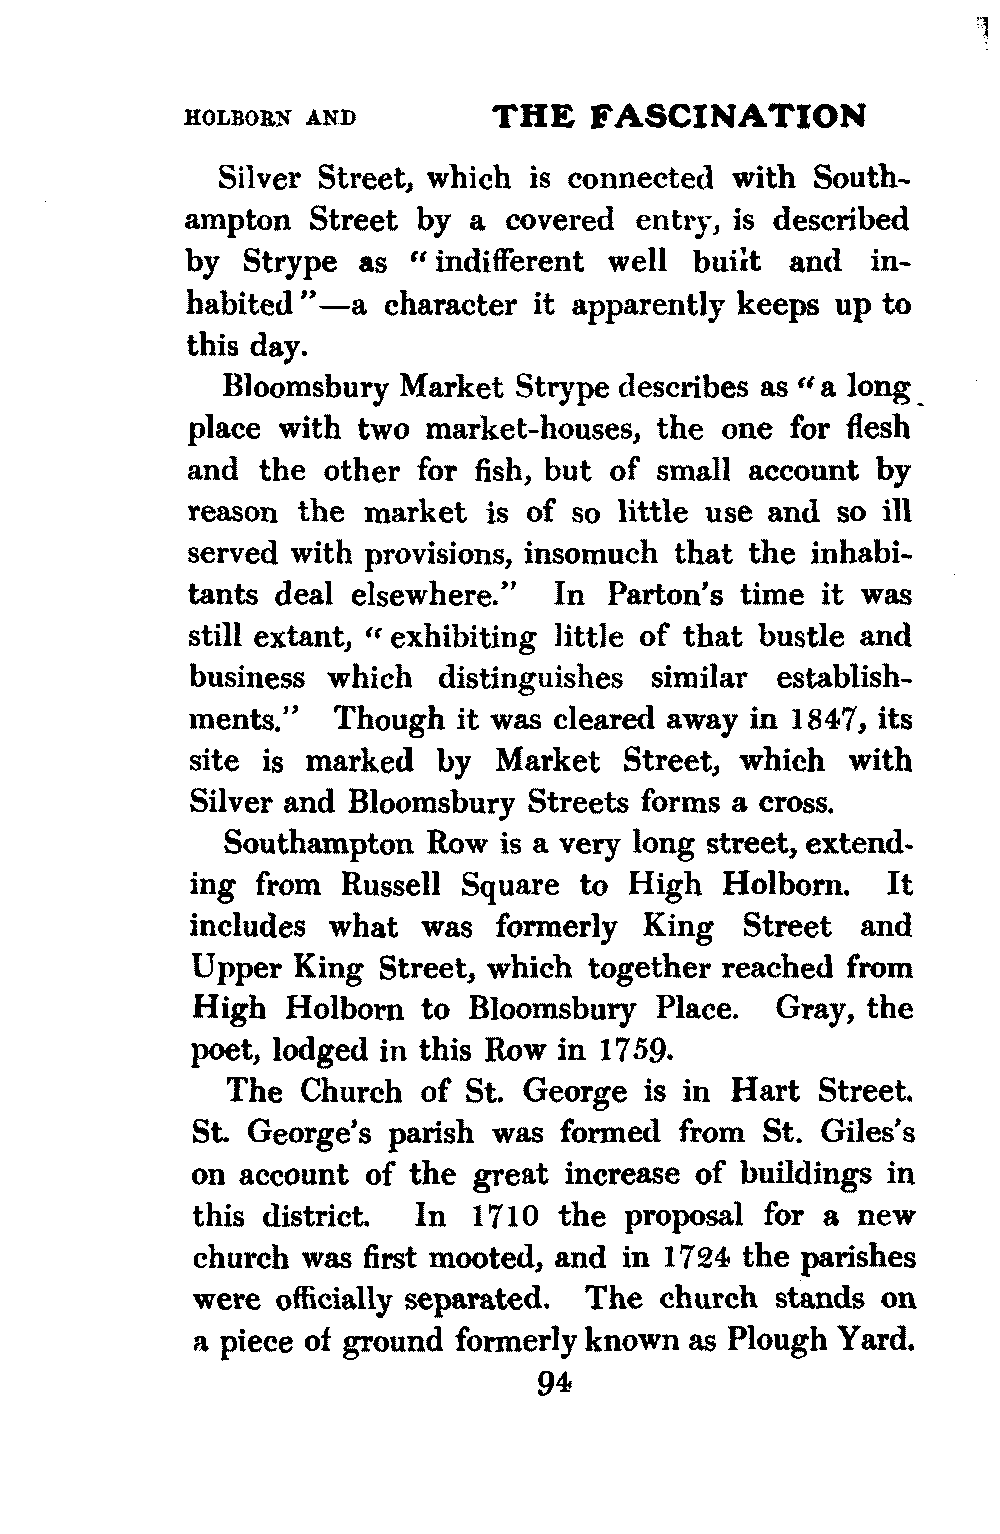 HOLBORN AND THE FASCINATION
Silver Street, which is connected with South-
ampton Street by a covered entry, is described
by Strype as “indifferent well built and in-
habited”—a character it apparently keeps up to
this day.
Bloomsbury Market Strype describes as “a long
place with two market-houses, the one for flesh
and the other for fish, but of small account by
reason the market is of so little use and so ill
served with provisions, insomuch that the inhabi-
tants deal elsewhere.” In Parton's time it was
still extant, “exhibiting little of that bustle and
business which distinguishes similar establish-
ments.” Though it was cleared away in 1847, its
site is marked by Market Street, which with
Silver and Bloomsbury Streets forms a cross.
Southampton Row is a very long street, extend-
ing from Russell Square to High Holborn. It
includes what was formerly King Street and
Upper King Street, which together reached from
High Holborn to Bloomsbury Place. Gray, the
poet, lodged in this Row in 1759.
The Church of St. George is in Hart Street.
St. George's parish was formed from St. Giles's
on account of the great increase of buildings in
this district. In 1710 the proposal for a new
church was first mooted, and in 1724 the parishes
were officially separated. The church stands on
a piece of ground formerly known as Plough Yard.
94